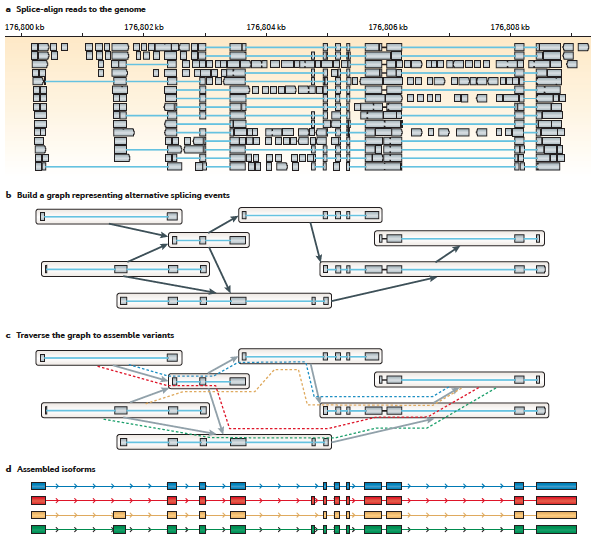 a Splice-align reads to the genome
176,800 kb 176,802 kb 176,804 kb 176,806 kb 176,808 kb
b Build a graph representing alternative splicing events
c Traverse the graph to assemble variants
d Assembled isoforms